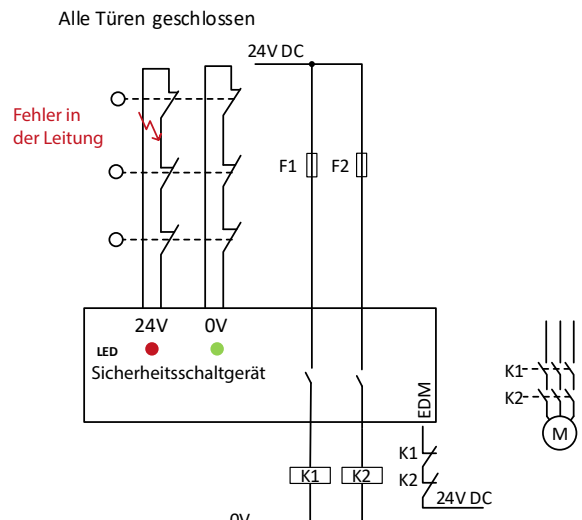 Alle Türen geschlossen
24V DC
Fehler in
der Leitung
F1 F2
24V 0V
LED
Sicherheitsschaltgerät
EDM
K1
K2
M
K1 K2
K1
K2
24V DC
0V